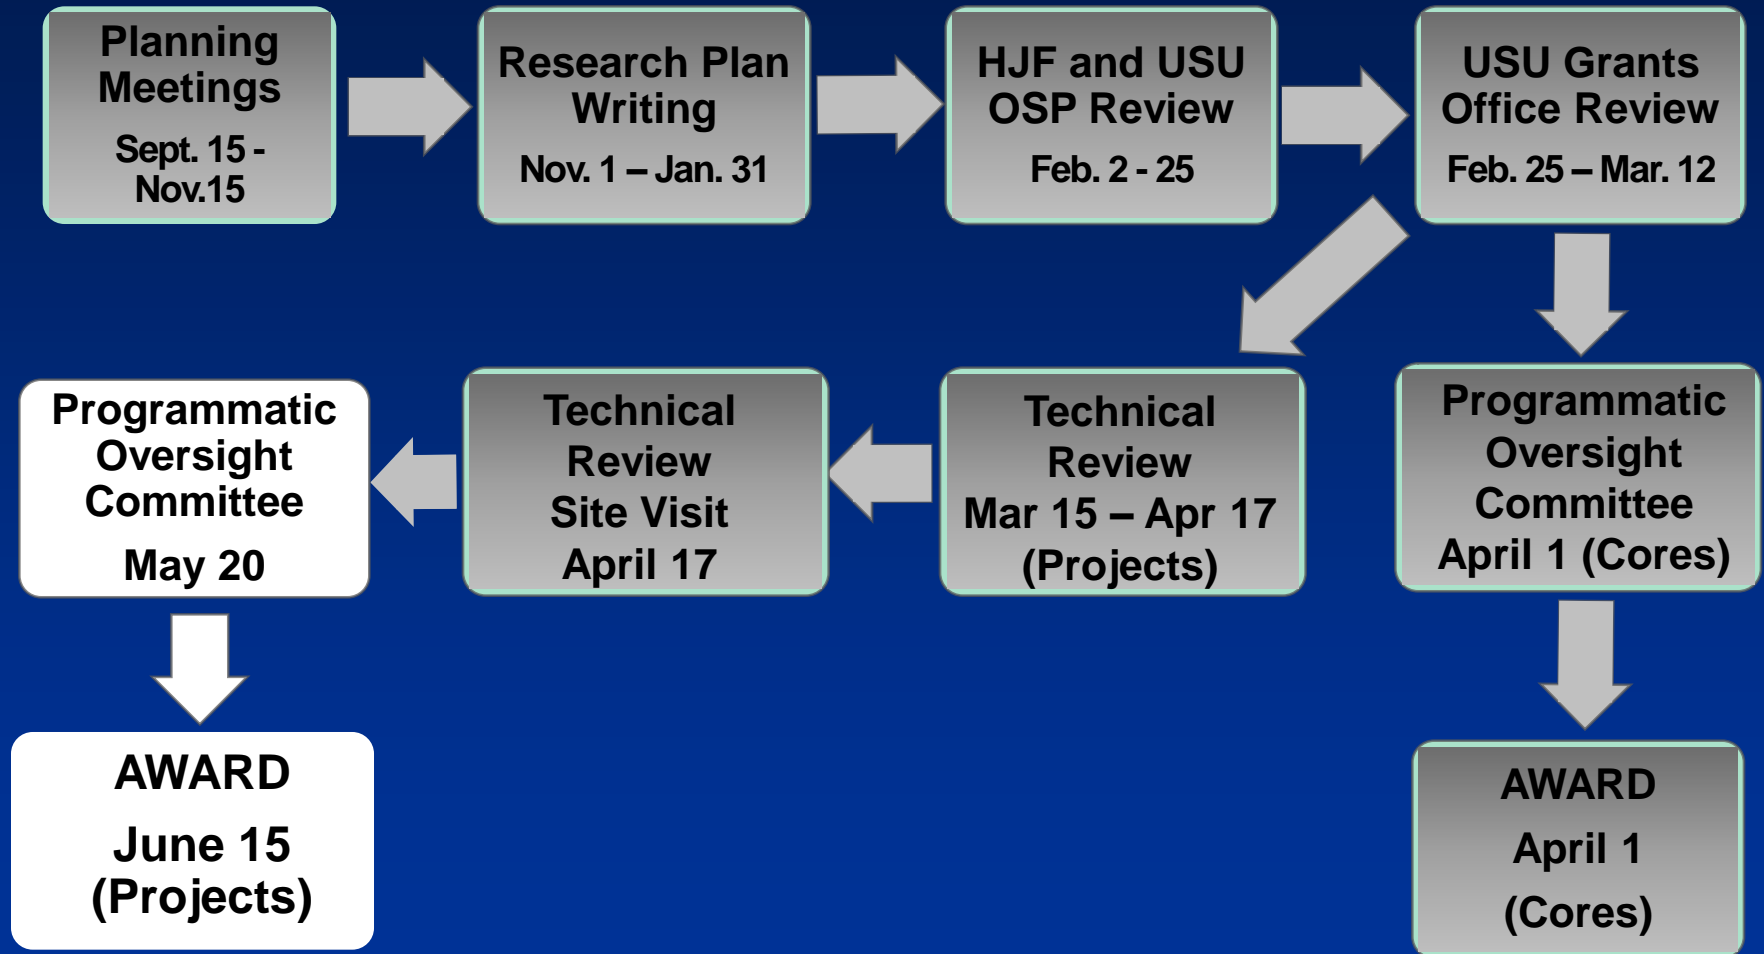 Planning
Meetings
Sept. 15 -
Nov.15
Research Plan
Writing
Nov. 1 – Jan. 31
HJF and USU
OSP Review
Feb. 2 - 25
USU Grants
Office Review
Feb. 25 – Mar. 12
Programmatic
Oversight
Committee
May 20
Technical
Review
Site Visit
April 17
Technical
Review
Mar 15 – Apr 17
(Projects)
Programmatic
Oversight
Committee
April 1 (Cores)
AWARD
June 15
(Projects)
AWARD
April 1
(Cores)